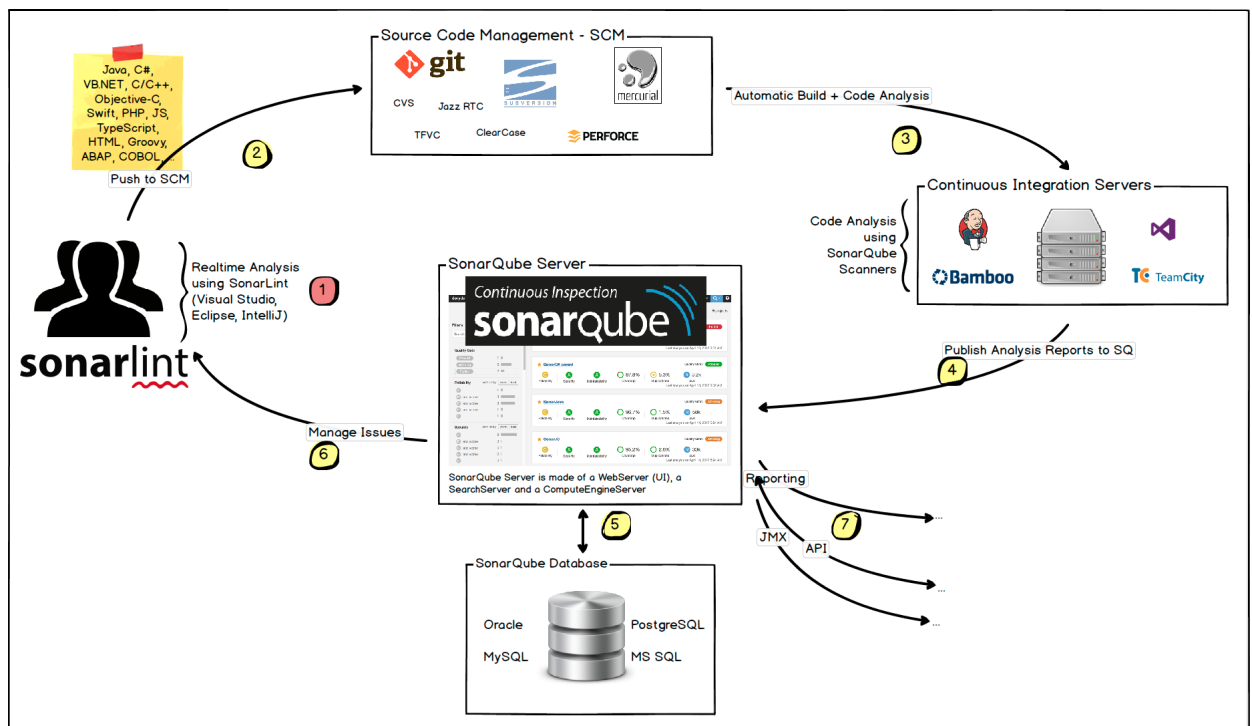 Java, C#,
VB.NET, C/C++,
Objective-C,
Swift, PHP, JS,
TypeScript,
HTML, Groovy,
ABAP, COBOL, ...
Push to SCM
2
Source Code Management - SCM
git
SUBVERSION
mercurial
CVS
Jazz RTC
TFVC
ClearCase
PERFORCE
Automatic Build + Code Analysis
3
Continuous Integration Servers
Code Analysis
using
SonarQube
Scanners
Bamboo
TeamCity
Realtime Analysis
using SonarLint
(Visual Studio,
Eclipse, IntelliJ)
1
sonarlint
SonarQube Server
Continuous Inspection
sonarqube
SonarQube Server is made of a WebServer (UI), a
SearchServer and a ComputeEngineServer
Publish Analysis Reports to SQ
4
Manage Issues
6
5
Reporting
7
JMX
API
...
...
...
SonarQube Database
Oracle
PostgreSQL
MySQL
MS SQL